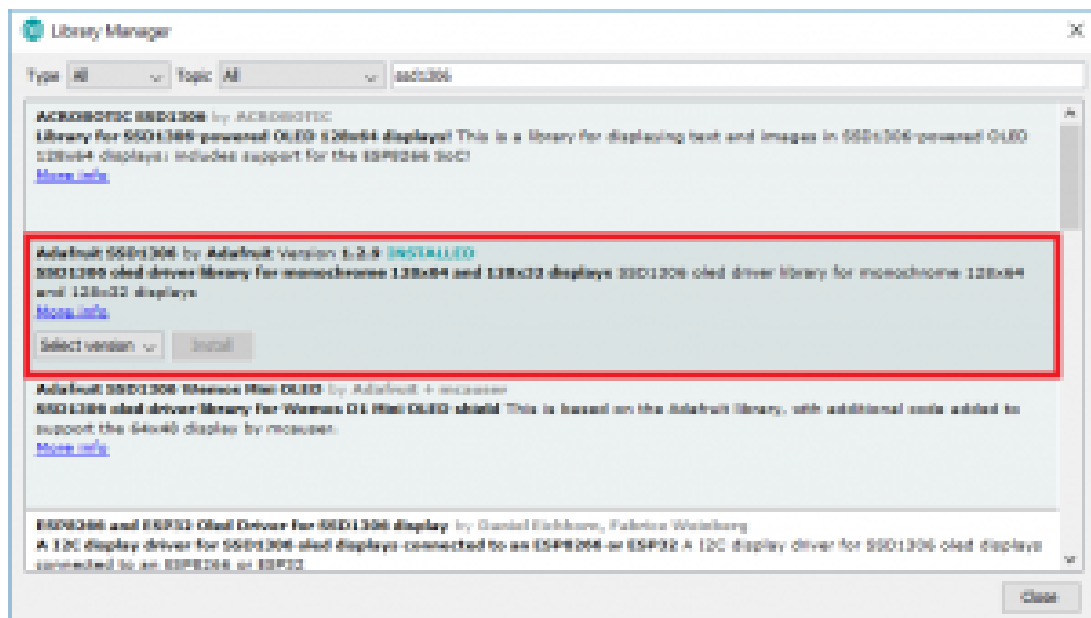 Library Manager
Type All Topic All ssd1306
ACROBOTIC SSD1306 by ACROBOTIC
Library for SSD1306-powered OLED 128x64 displays! This is a library for displaying text and images in SSD1306-powered OLED
128x64 displays; includes support for the ESP8266 SoC!
More info
Adafruit SSD1306 by Adafruit Version 1.2.9 INSTALLED
SSD1306 oled driver library for monochrome 128x64 and 128x32 displays SSD1306 oled driver library for monochrome 128x64
and 128x32 displays
More info
Select version Install
Adafruit SSD1306 Wemos Mini OLED by Adafruit + mcauser
SSD1306 oled driver library for Wemos D1 Mini OLED shield This is based on the Adafruit library, with additional code added to
support the 64x48 display by mcauser.
More info
ESP8266 and ESP32 Oled Driver for SSD1306 display by Daniel Eichhorn, Fabrice Weinberg
A I2C display driver for SSD1306 oled displays connected to an ESP8266 or ESP32 A I2C display driver for SSD1306 oled displays
connected to an ESP8266 or ESP32
Close